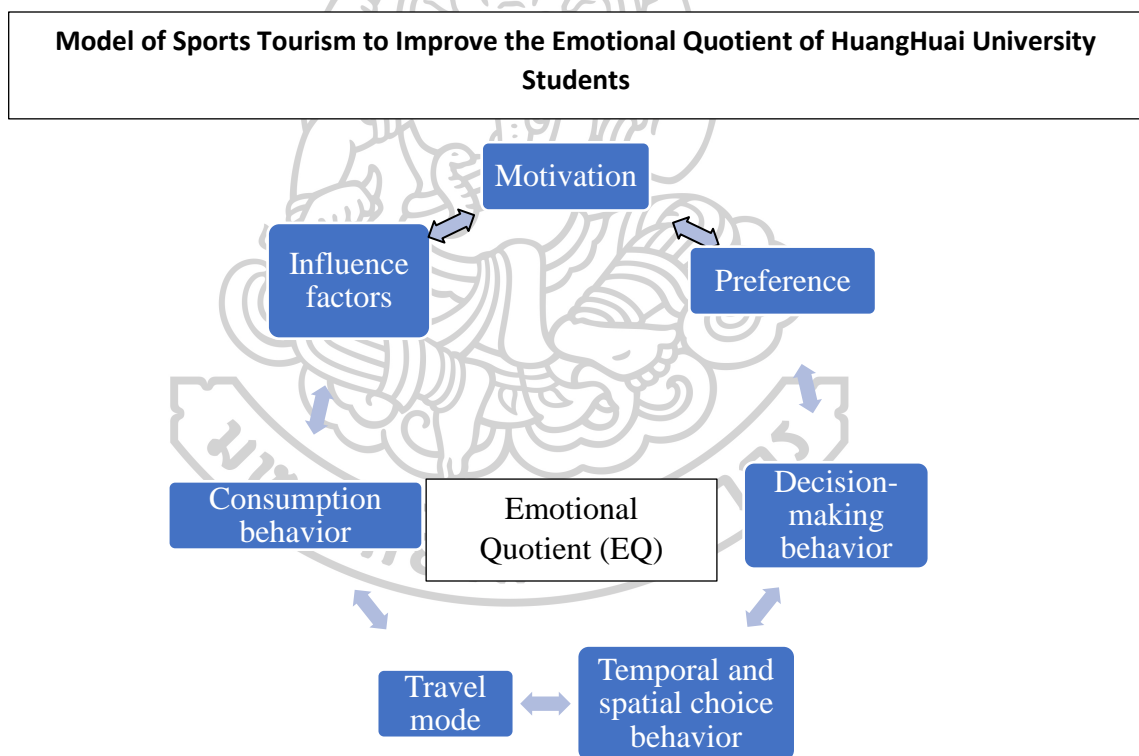 Model of Sports Tourism to Improve the Emotional Quotient of HuangHuai University
Students
Motivation
Influence
factors
Preference
Consumption
behavior
Emotional
Quotient (EQ)
Decision-
making
behavior
Travel
mode
Temporal and
spatial choice
behavior